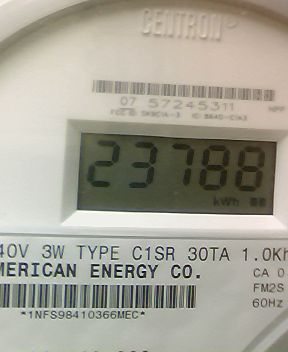 CENTRON
07 57245311
23788
kWh
40V 3W TYPE C1SR 30TA 1.0Kh
MERICAN ENERGY CO.
CA 0
FM2S
60Hz
*1NFS98410366MEC*